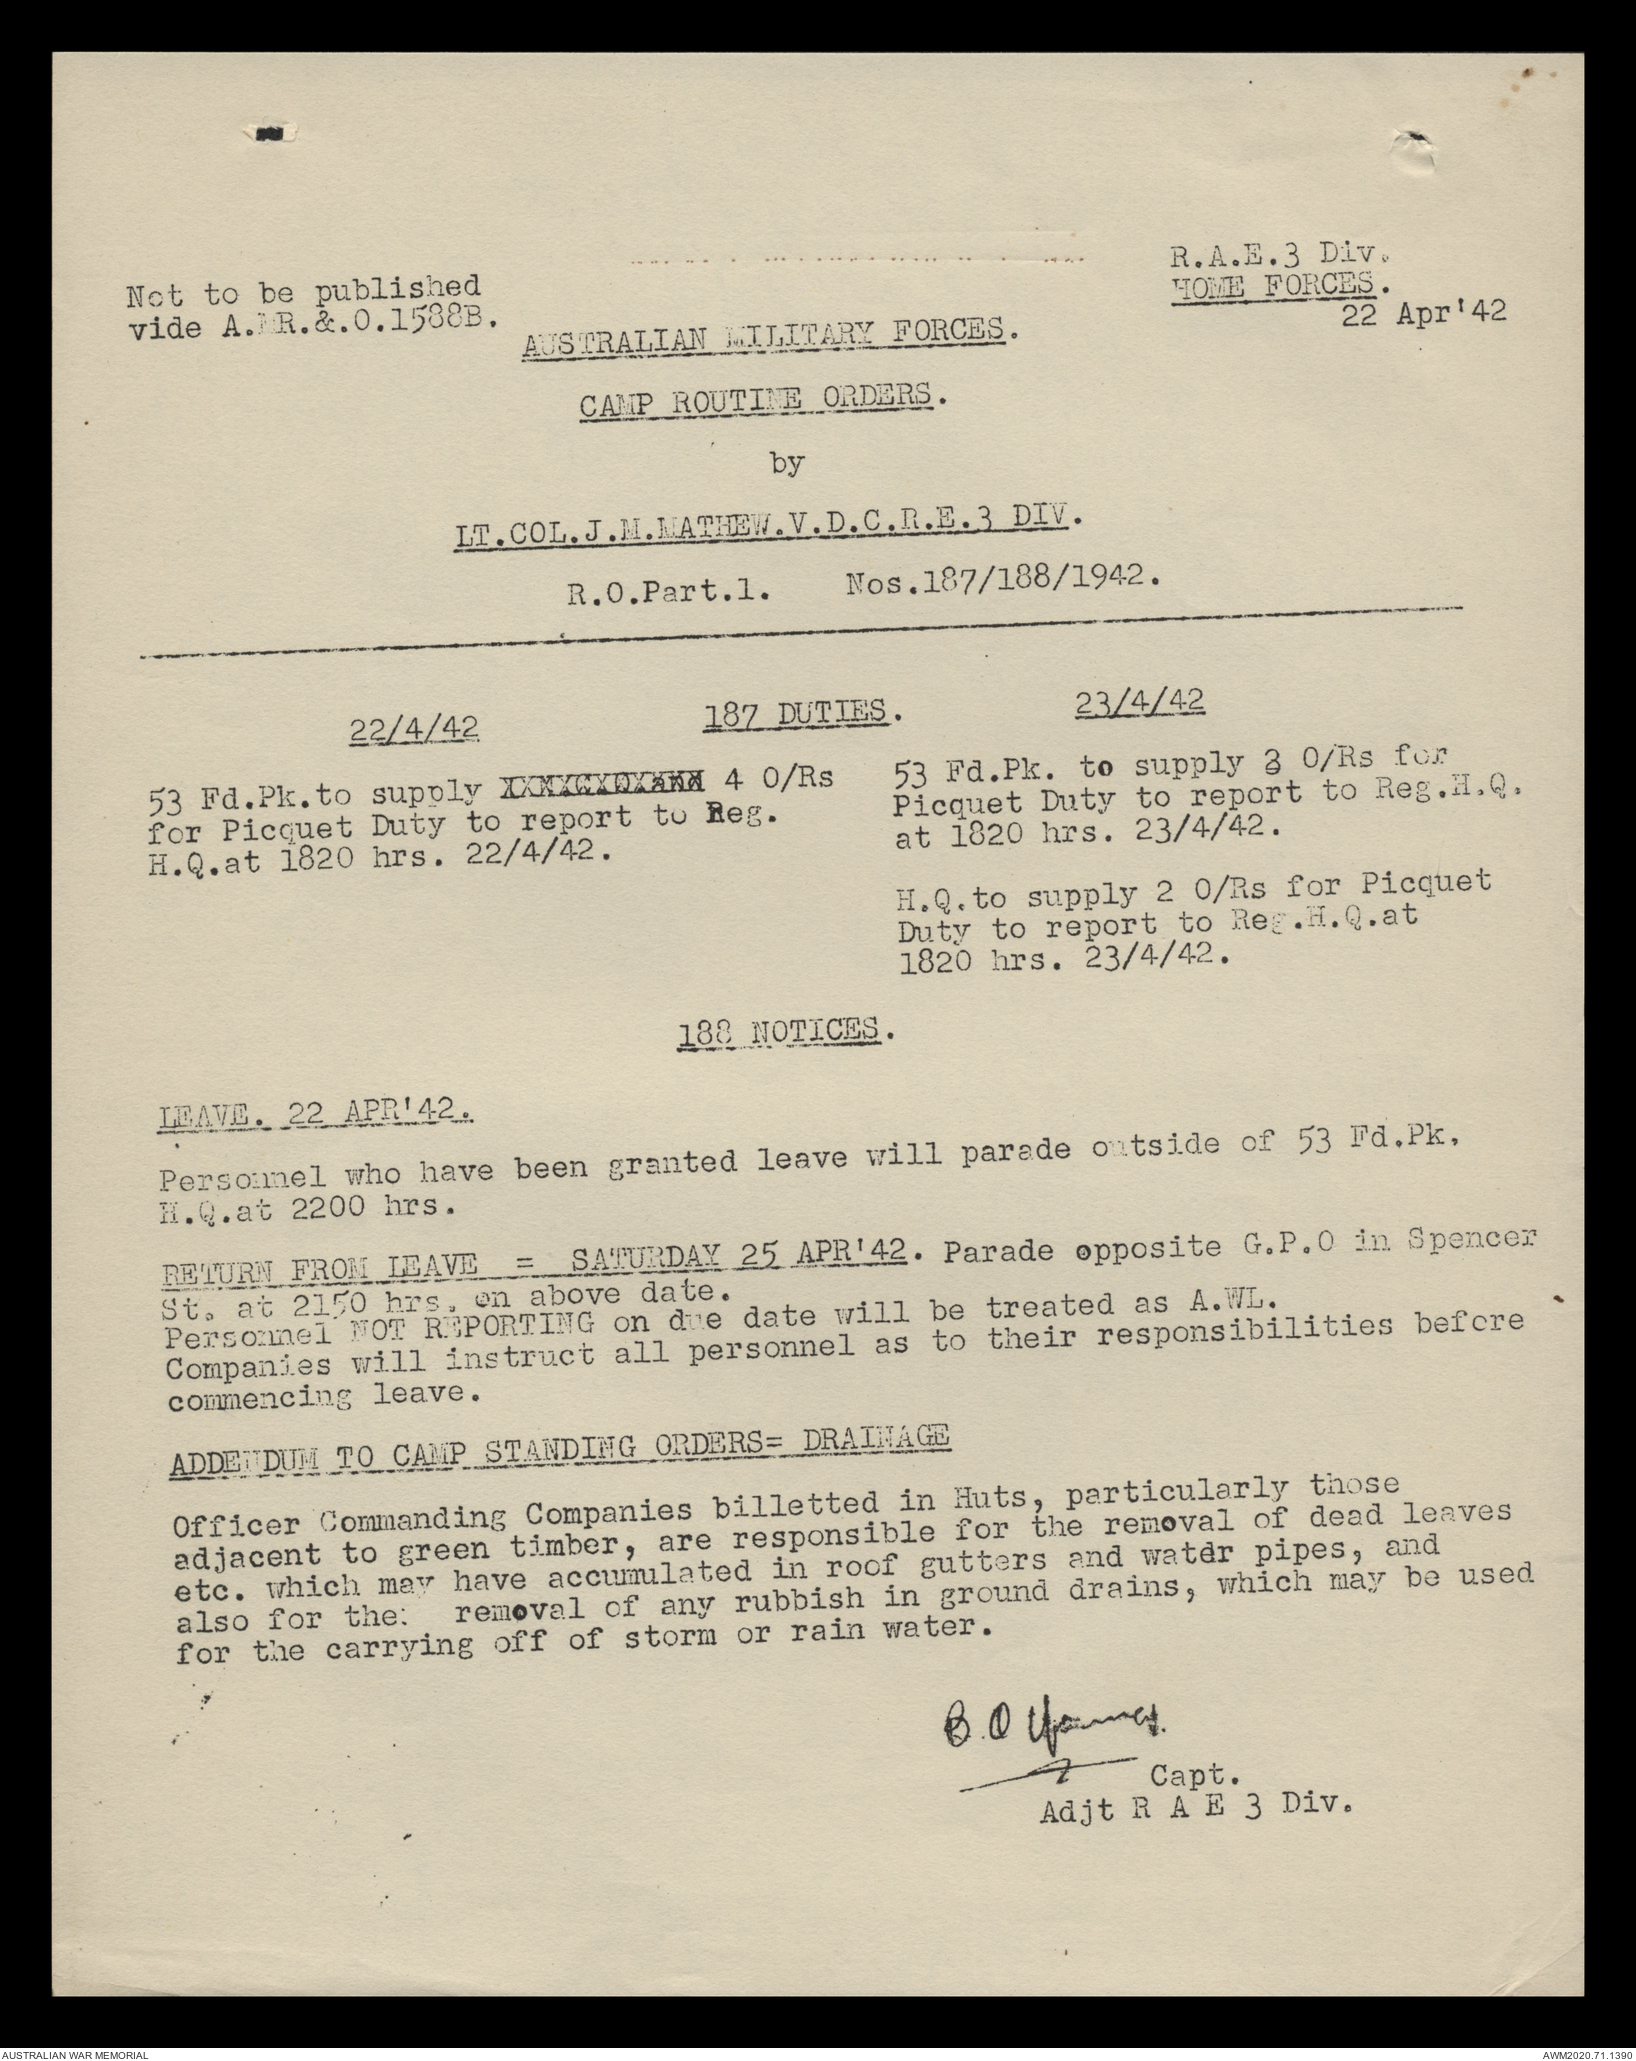 R.A.E.3 Div.
HOME FORCES.
22 Apr'42
Not to be published
vide A.MR.&.O.1588B.
AUSTRALIAN MILITARY FORCES.
CAMP ROUTINE ORDERS.
by
LT.COL.J.M.MATHEW.V.D.C.R.E.3 DIV.
R.O.Part.1. Nos.187/188/1942.
187 DUTIES.
22/4/42
53 Fd.Pk.to supply 4 O/Rs
for Picquet Duty to report to Reg.
H.Q.at 1820 hrs. 22/4/42.
23/4/42
53 Fd.Pk. to supply 3 O/Rs for
Picquet Duty to report to Reg.H.Q.
at 1820 hrs. 23/4/42.
H.Q.to supply 2 O/Rs for Picquet
Duty to report to Reg.H.Q.at
1820 hrs. 23/4/42.
188 NOTICES.
LEAVE. 22 APR'42.
Personnel who have been granted leave will parade outside of 53 Fd.Pk.
H.Q.at 2200 hrs.
RETURN FROM LEAVE = SATURDAY 25 APR'42. Parade opposite G.P.O in Spencer
St. at 2150 hrs. on above date.
Personnel NOT REPORTING on due date will be treated as A.WL.
Companies will instruct all personnel as to their responsibilities before
commencing leave.
ADDENDUM TO CAMP STANDING ORDERS= DRAINAGE
Officer Commanding Companies billetted in Huts, particularly those
adjacent to green timber, are responsible for the removal of dead leaves
etc. which may have accumulated in roof gutters and water pipes, and
also for the removal of any rubbish in ground drains, which may be used
for the carrying off of storm or rain water.
Capt.
Adjt R A E 3 Div.
AUSTRALIAN WAR MEMORIAL
AWM2020.71.1390